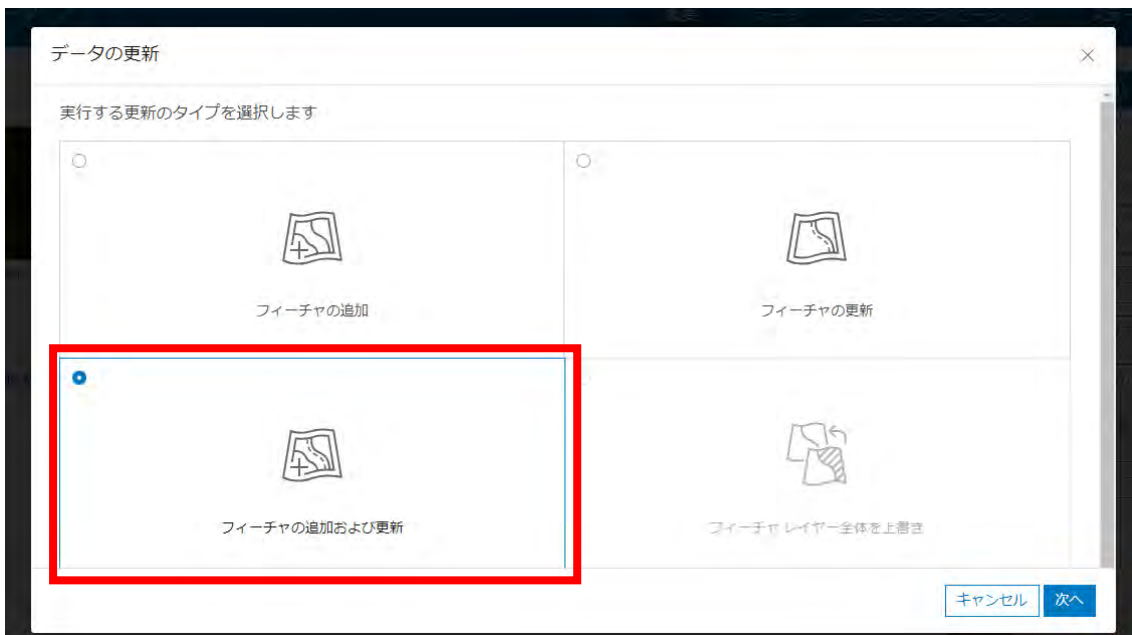 データの更新
実行する更新のタイプを選択します
フィーチャの追加
フィーチャの更新
フィーチャの追加および更新
フィーチャ レイヤー全体を上書き
キャンセル
次へ